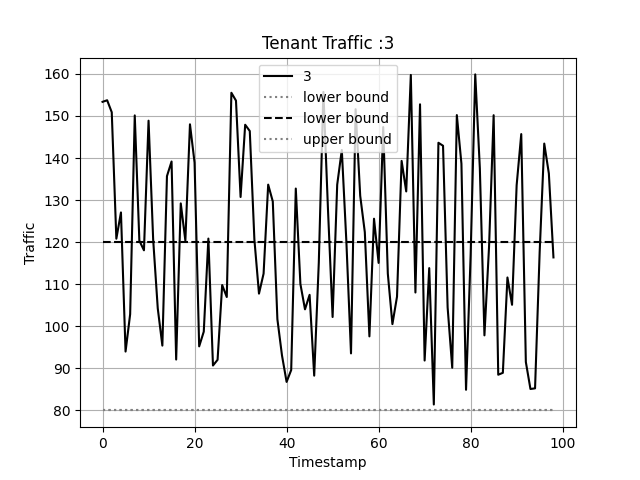 Tenant Traffic :3
3
lower bound
lower bound
upper bound
Traffic
160
150
140
130
120
110
100
90
80
0 20 40 60 80 100
Timestamp